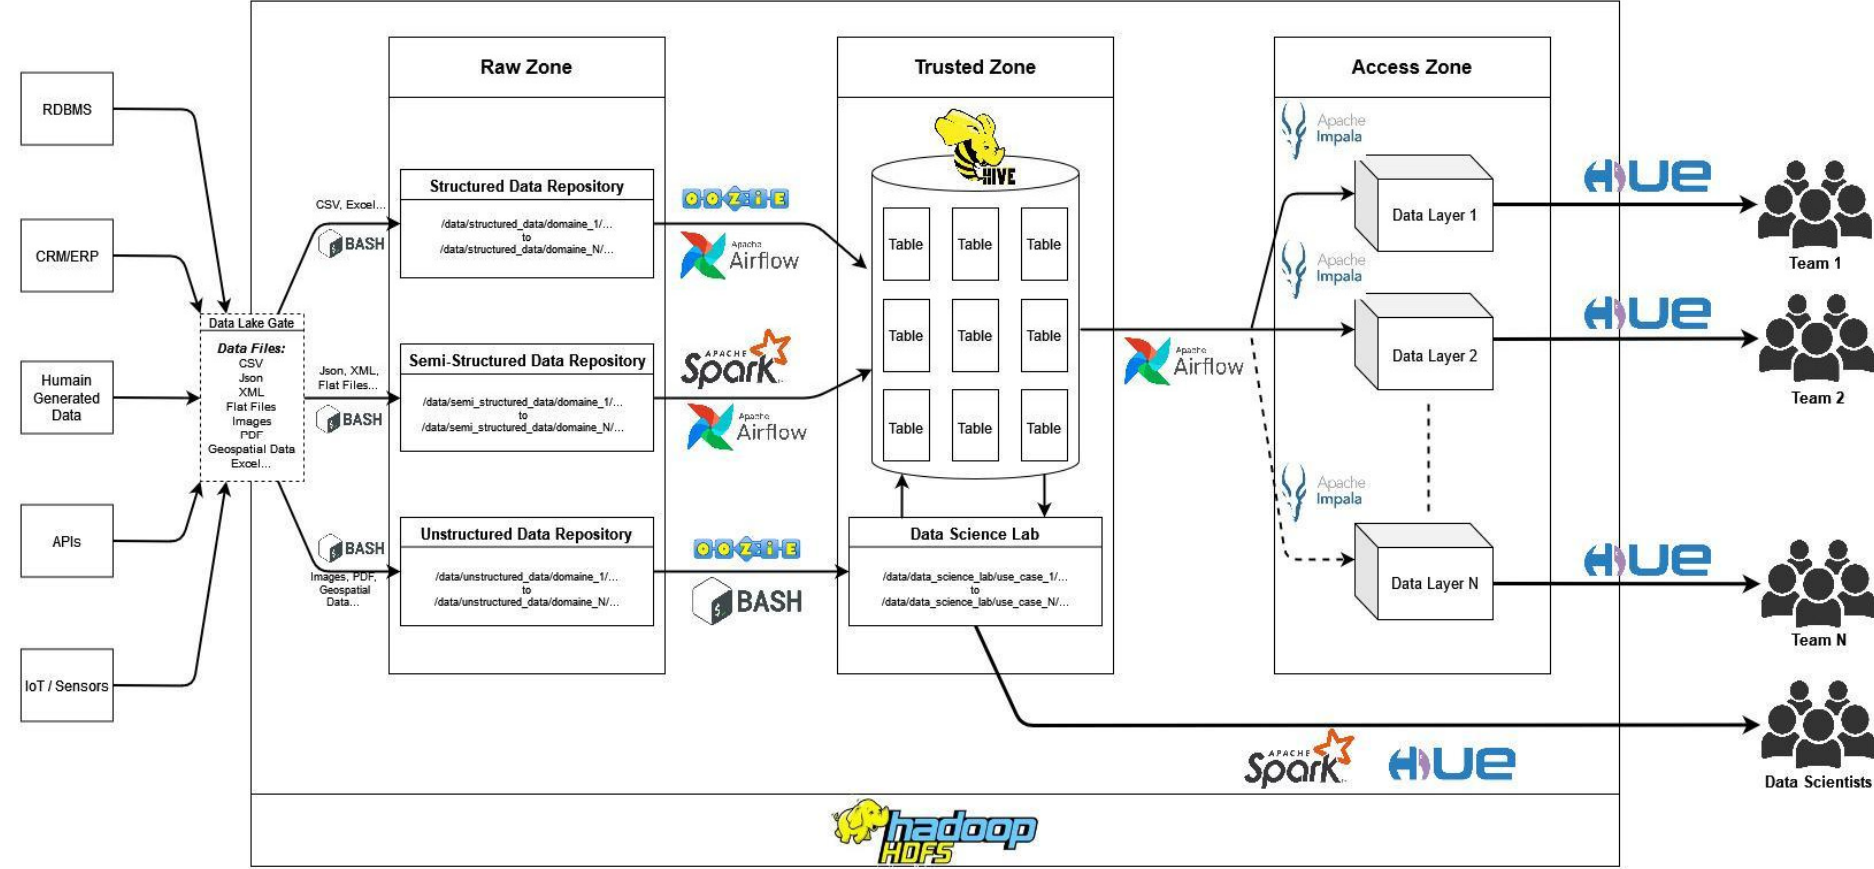 RDBMS
CRM/ERP
Humain
Generated
Data
APIs
IoT / Sensors
Data Lake Gate
Data Files:
CSV
Json
XML
Flat Files
Images
PDF
Geospatial Data
Excel...
CSV, Excel...
BASH
Json, XML,
Flat Files...
BASH
BASH
Images, PDF,
Geospatial
Data...
Raw Zone
Structured Data Repository
/data/structured_data/domaine_1/...
to
/data/structured_data/domaine_N/...
Semi-Structured Data Repository
/data/semi_structured_data/domaine_1/...
to
/data/semi_structured_data/domaine_N/...
Unstructured Data Repository
/data/unstructured_data/domaine_1/...
to
/data/unstructured_data/domaine_N/...
OOZiE
Apache
Airflow
APACHE
Spark
Apache
Airflow
OOZiE
BASH
Trusted Zone
HIVE
Table Table Table
Table Table Table
Table Table Table
Data Science Lab
/data/data_science_lab/use_case_1/...
to
/data/data_science_lab/use_case_N/...
Apache
Airflow
Access Zone
Apache
Impala
Data Layer 1
Apache
Impala
Data Layer 2
Apache
Impala
Data Layer N
HUE
Team 1
HUE
Team 2
HUE
Team N
APACHE
Spark
HUE
Data Scientists
hadoop
HDFS